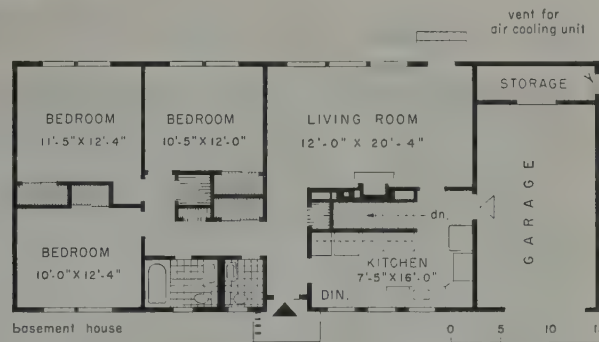 vent for
air cooling unit
STORAGE
BEDROOM
11'-5" X 12'-4"
BEDROOM
10'-5" X 12'-0"
LIVING ROOM
12'-0" X 20'-4"
GARAGE
dn.
BEDROOM
10'-0" X 12'-4"
KITCHEN
7'-5" X 16'-0"
DIN.
basement house
0 5 10 1